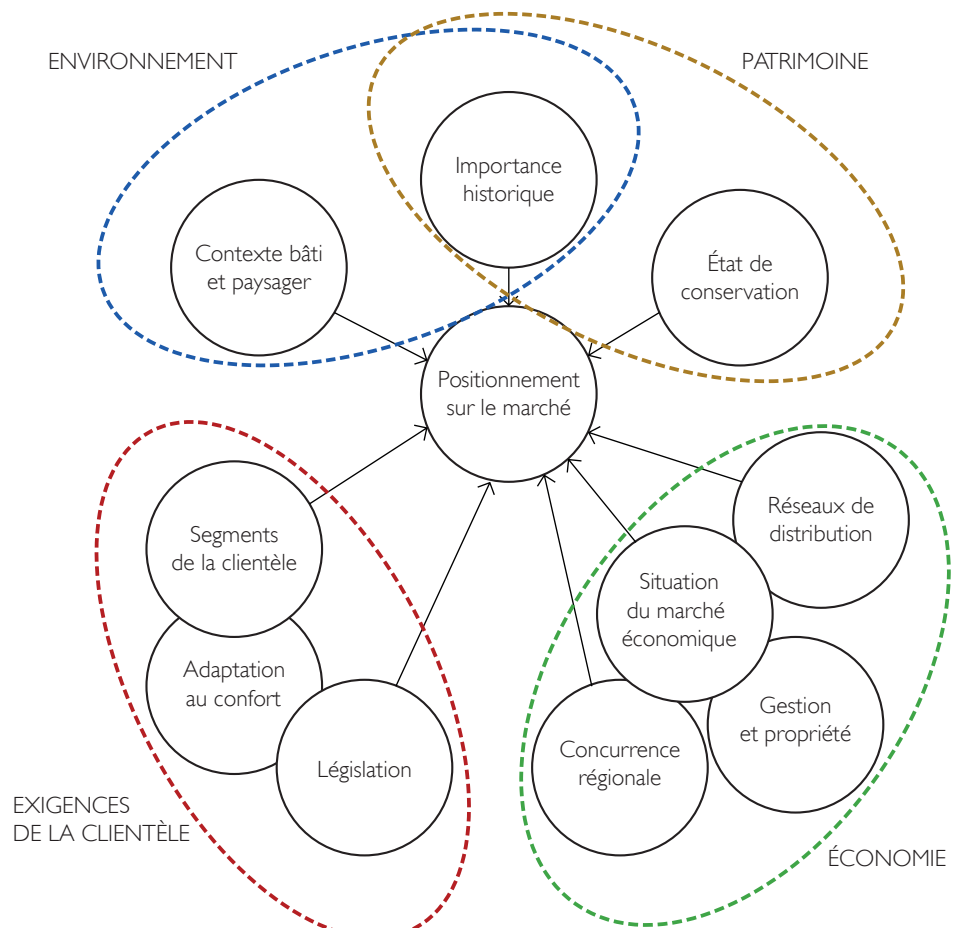 ENVIRONNEMENT
PATRIMOINE
Importance
historique
Contexte bâti
et paysager
État de
conservation
Positionnement
sur le marché
Segments
de la clientèle
Réseaux de
distribution
Situation
du marché
économique
Adaptation
au confort
Gestion
et propriété
Législation
Concurrence
régionale
EXIGENCES
DE LA CLIENTÈLE
ÉCONOMIE